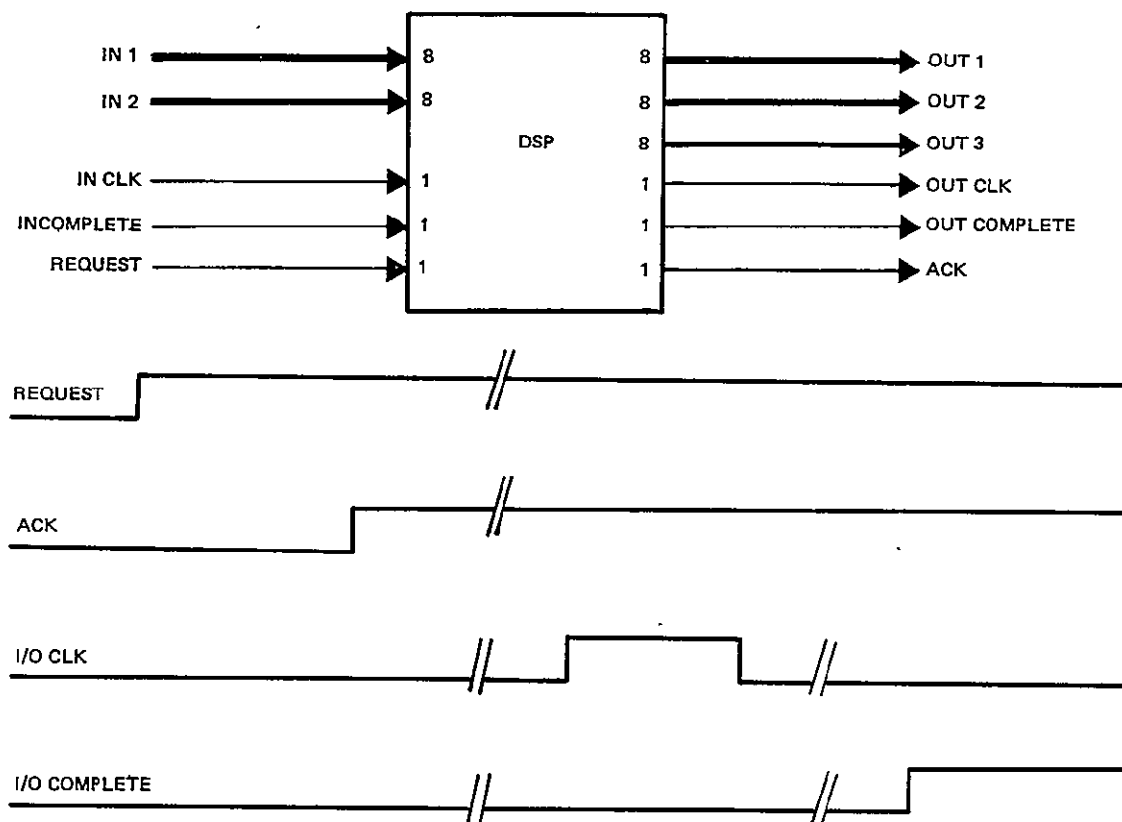 IN 1 8 8 OUT 1
IN 2 8 8 OUT 2
DSP 8 OUT 3
IN CLK 1 1 OUT CLK
INCOMPLETE 1 1 OUT COMPLETE
REQUEST 1 1 ACK
REQUEST
ACK
I/O CLK
I/O COMPLETE